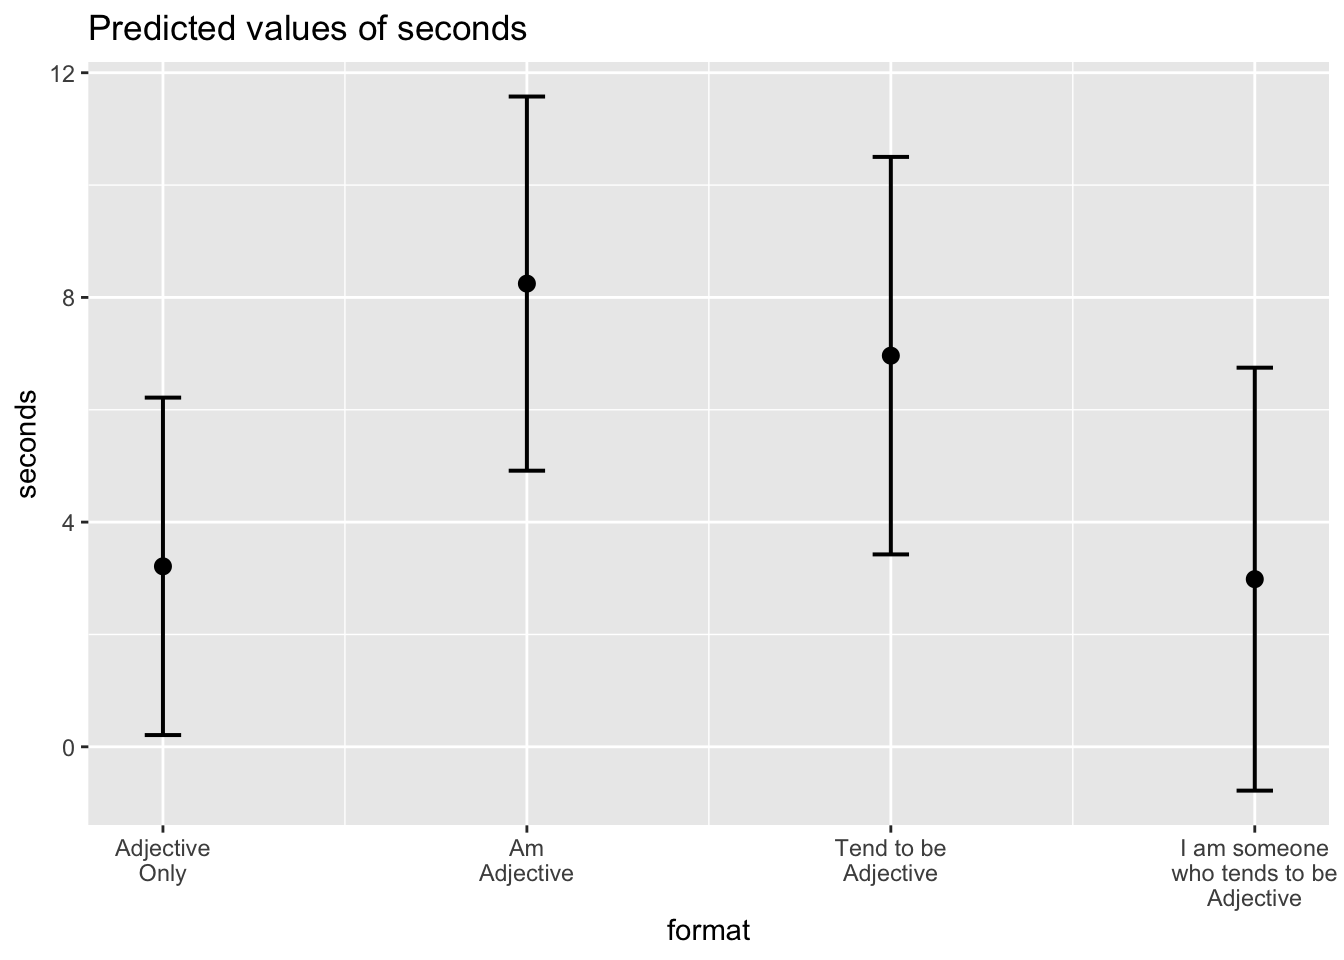 Predicted values of seconds
12
8
4
0
seconds
Adjective
Only
Am
Adjective
Tend to be
Adjective
I am someone
who tends to be
Adjective
format